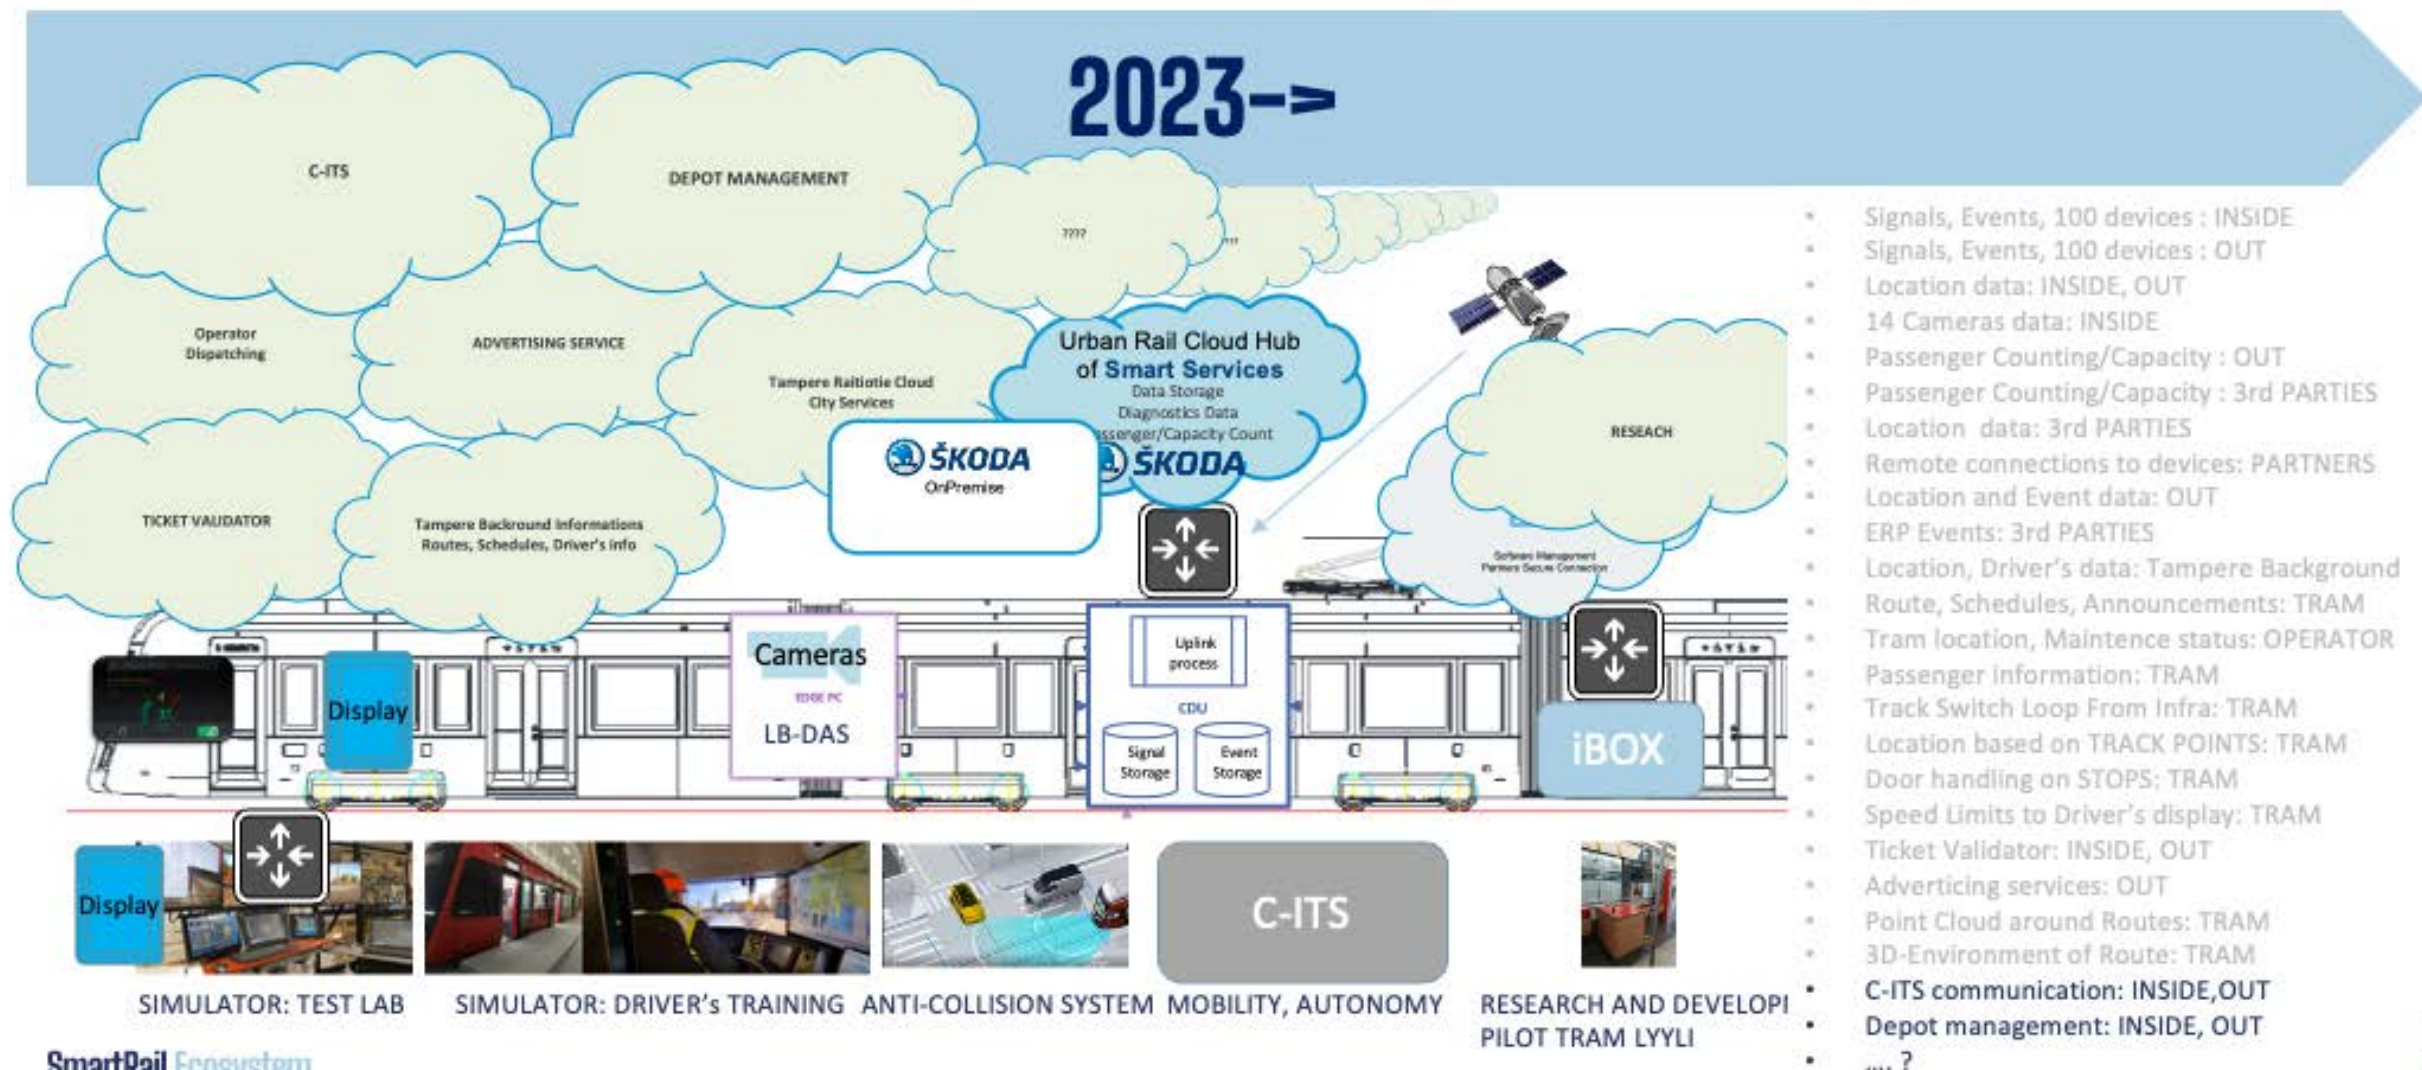 2023–>
C-ITS
DEPOT MANAGEMENT
????
Operator
Dispatching
ADVERTISING SERVICE
Tampere Raitiotie Cloud
City Services
Urban Rail Cloud Hub
of Smart Services
Data Storage
Diagnostics Data
ssenger/Capacity Count
ŠKODA
ŠKODA
OnPremise
RESEACH
TICKET VALIDATOR
Tampere Backround Informations
Routes, Schedules, Driver's info
Software Management
Partners Secure Connection
Display
Cameras
EDGE PC
LB-DAS
Uplink
process
CDU
Signal
Storage
Event
Storage
iBOX
Display
C-ITS
SIMULATOR: TEST LAB
SIMULATOR: DRIVER's TRAINING
ANTI-COLLISION SYSTEM
MOBILITY, AUTONOMY
RESEARCH AND DEVELOPI
PILOT TRAM LYYLI
SmartRail Ecosystem
• Signals, Events, 100 devices : INSIDE
• Signals, Events, 100 devices : OUT
• Location data: INSIDE, OUT
• 14 Cameras data: INSIDE
• Passenger Counting/Capacity : OUT
• Passenger Counting/Capacity : 3rd PARTIES
• Location data: 3rd PARTIES
• Remote connections to devices: PARTNERS
• Location and Event data: OUT
• ERP Events: 3rd PARTIES
• Location, Driver's data: Tampere Background
• Route, Schedules, Announcements: TRAM
• Tram location, Maintence status: OPERATOR
• Passenger Information: TRAM
• Track Switch Loop From Infra: TRAM
• Location based on TRACK POINTS: TRAM
• Door handling on STOPS: TRAM
• Speed Limits to Driver's display: TRAM
• Ticket Validator: INSIDE, OUT
• Adverticing services: OUT
• Point Cloud around Routes: TRAM
• 3D-Environment of Route: TRAM
• C-ITS communication: INSIDE,OUT
• Depot management: INSIDE, OUT
• .... ?